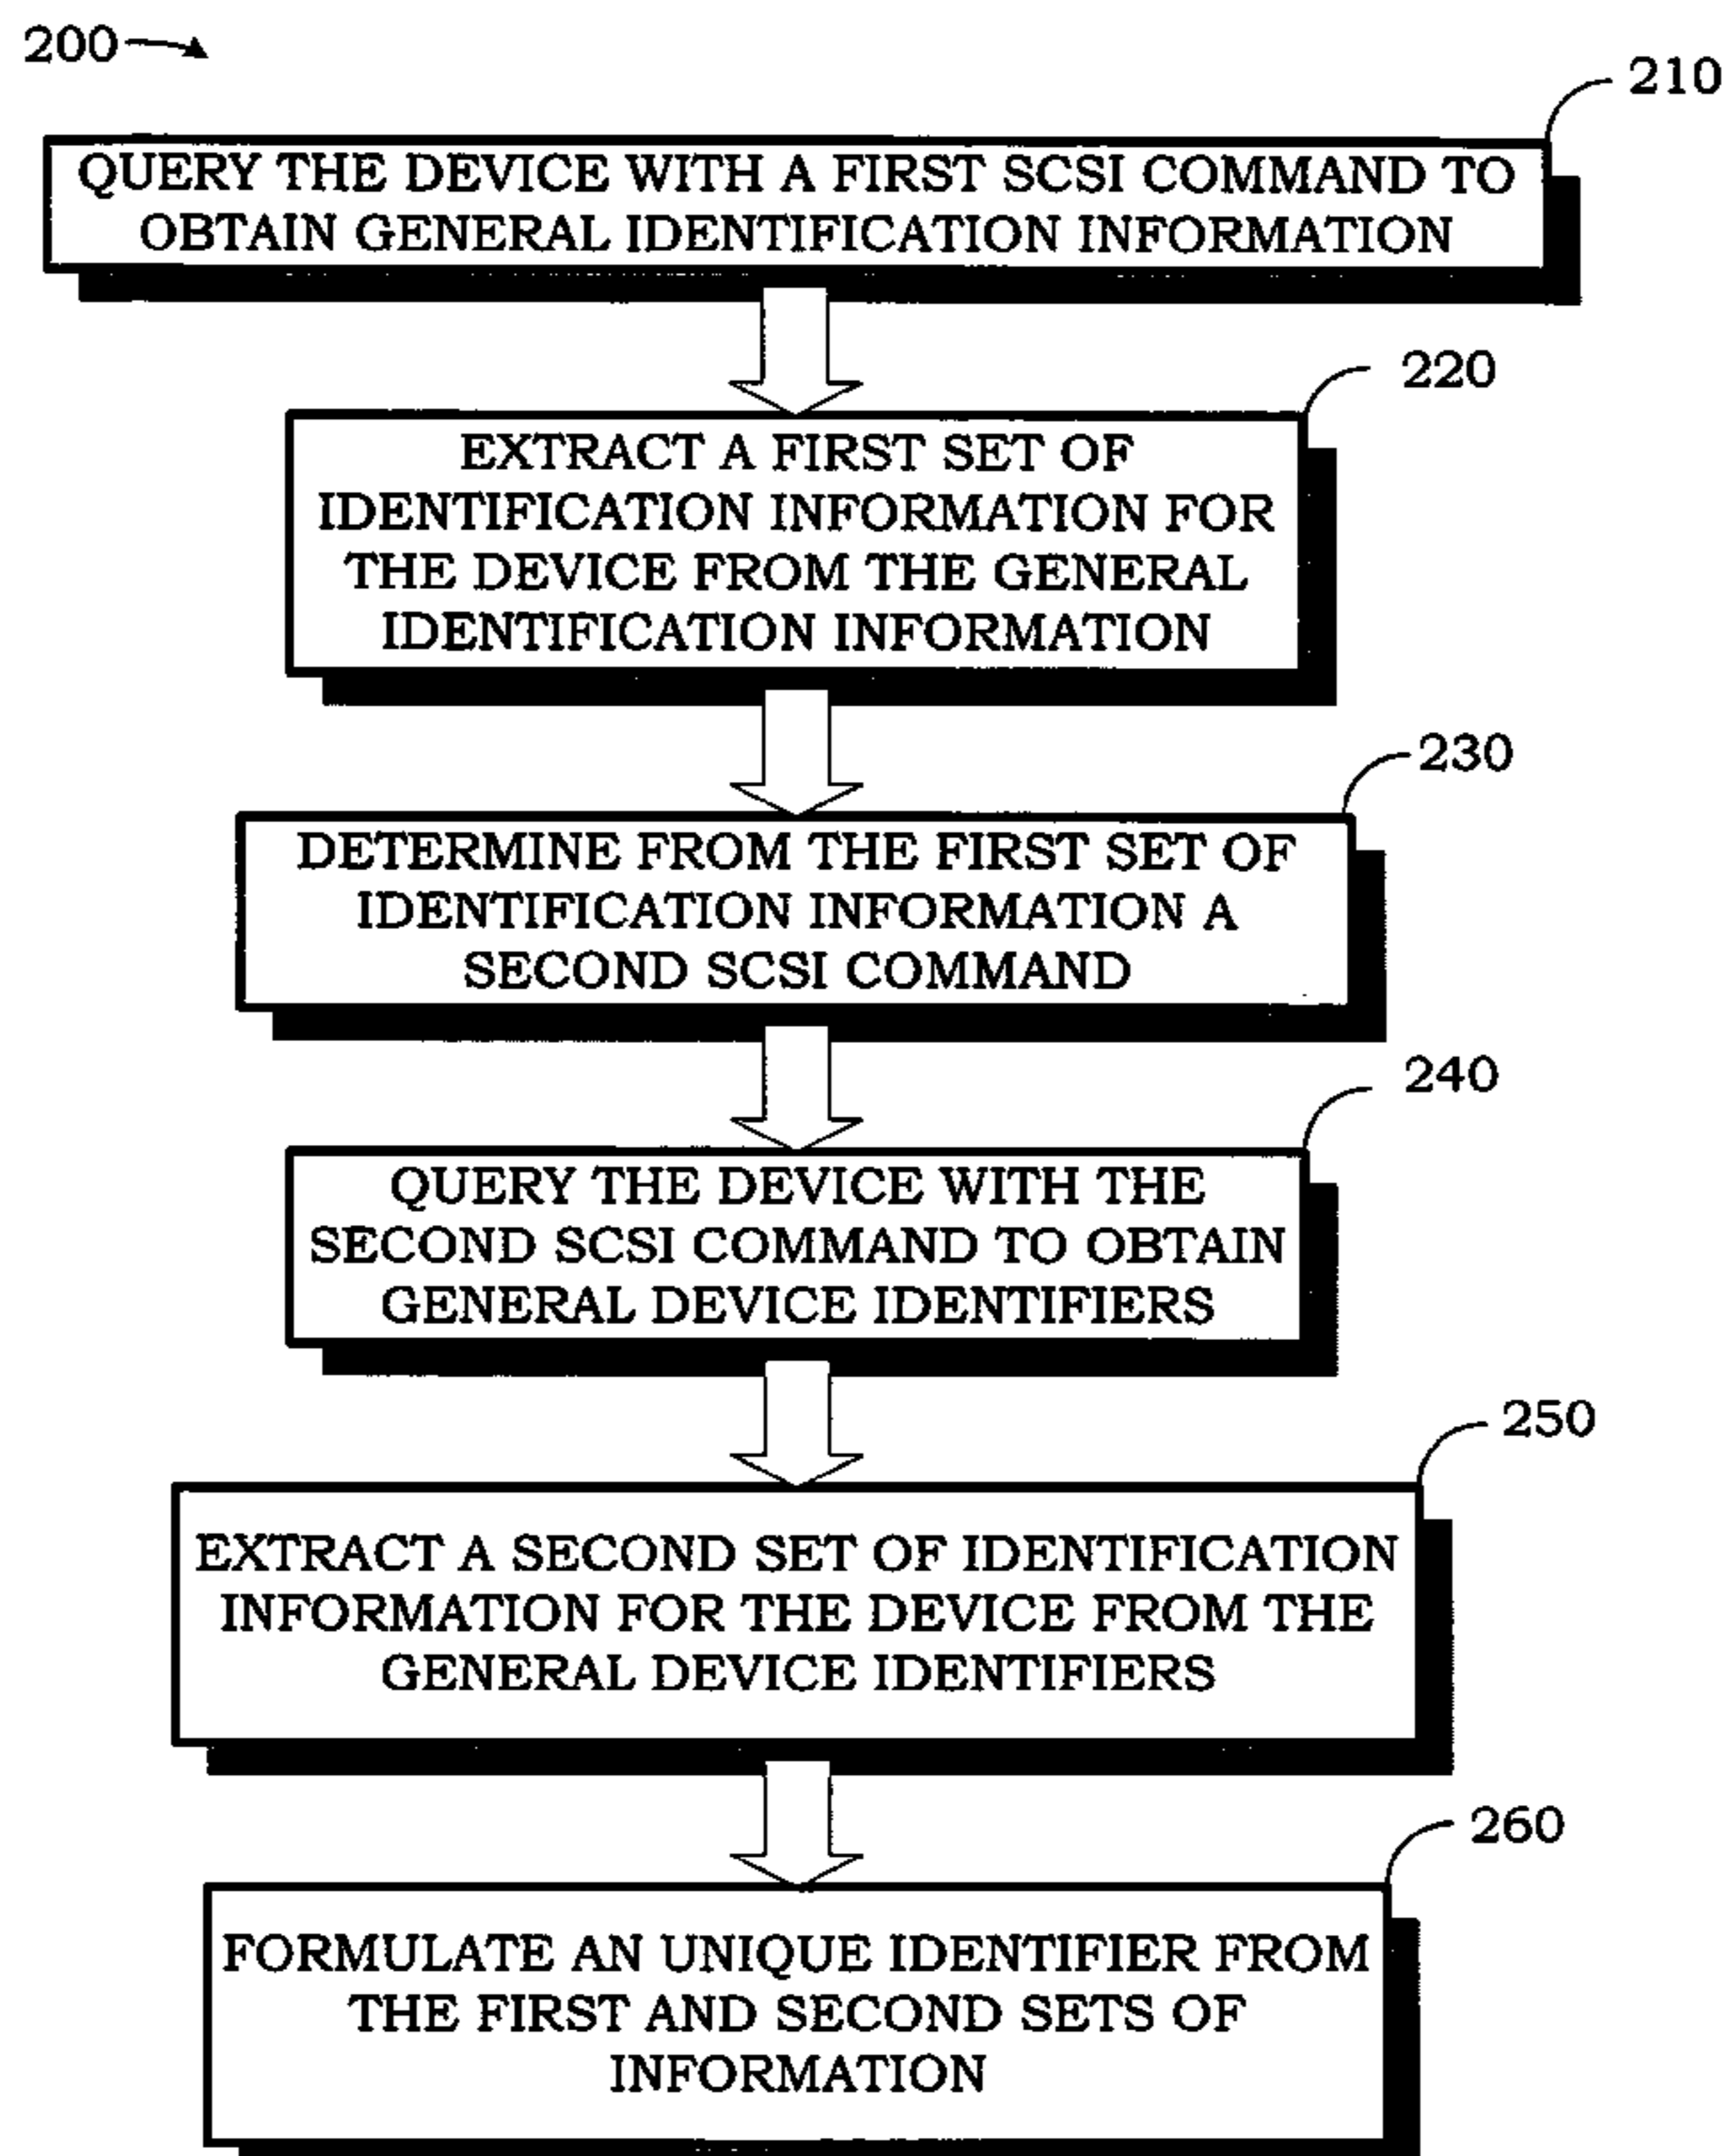 200
210
QUERY THE DEVICE WITH A FIRST SCSI COMMAND TO
OBTAIN GENERAL IDENTIFICATION INFORMATION
220
EXTRACT A FIRST SET OF
IDENTIFICATION INFORMATION FOR
THE DEVICE FROM THE GENERAL
IDENTIFICATION INFORMATION
230
DETERMINE FROM THE FIRST SET OF
IDENTIFICATION INFORMATION A
SECOND SCSI COMMAND
240
QUERY THE DEVICE WITH THE
SECOND SCSI COMMAND TO OBTAIN
GENERAL DEVICE IDENTIFIERS
250
EXTRACT A SECOND SET OF IDENTIFICATION
INFORMATION FOR THE DEVICE FROM THE
GENERAL DEVICE IDENTIFIERS
260
FORMULATE AN UNIQUE IDENTIFIER FROM
THE FIRST AND SECOND SETS OF
INFORMATION